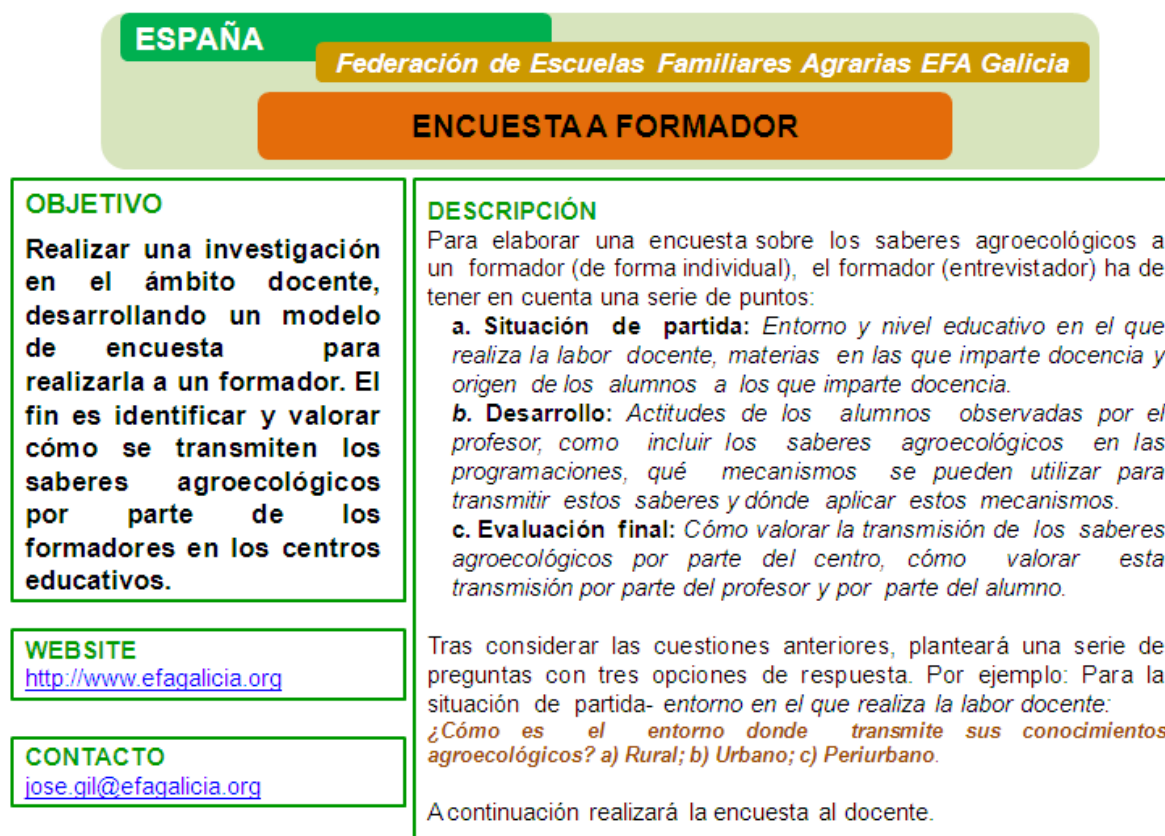 ESPAÑA
Federación de Escuelas Familiares Agrarias EFA Galicia
ENCUESTA A FORMADOR
OBJETIVO
Realizar una investigación
en el ámbito docente,
desarrollando un modelo
de encuesta para
realizarla a un formador. El
fin es identificar y valorar
cómo se transmiten los
saberes agroecológicos
por parte de los
formadores en los centros
educativos.
WEBSITE
http://www.efagalicia.org
CONTACTO
jose.gil@efagalicia.org
DESCRIPCIÓN
Para elaborar una encuesta sobre los saberes agroecológicos a
un formador (de forma individual), el formador (entrevistador) ha de
tener en cuenta una serie de puntos:
a. Situación de partida: Entorno y nivel educativo en el que
realiza la labor docente, materias en las que imparte docencia y
origen de los alumnos a los que imparte docencia.
b. Desarrollo: Actitudes de los alumnos observadas por el
profesor, como incluir los saberes agroecológicos en las
programaciones, qué mecanismos se pueden utilizar para
transmitir estos saberes y dónde aplicar estos mecanismos.
c. Evaluación final: Cómo valorar la transmisión de los saberes
agroecológicos por parte del centro, cómo valorar esta
transmisión por parte del profesor y por parte del alumno.
Tras considerar las cuestiones anteriores, planteará una serie de
preguntas con tres opciones de respuesta. Por ejemplo: Para la
situación de partida- entorno en el que realiza la labor docente:
¿Cómo es el entorno donde transmite sus conocimientos
agroecológicos? a) Rural; b) Urbano; c) Periurbano.
A continuación realizará la encuesta al docente.